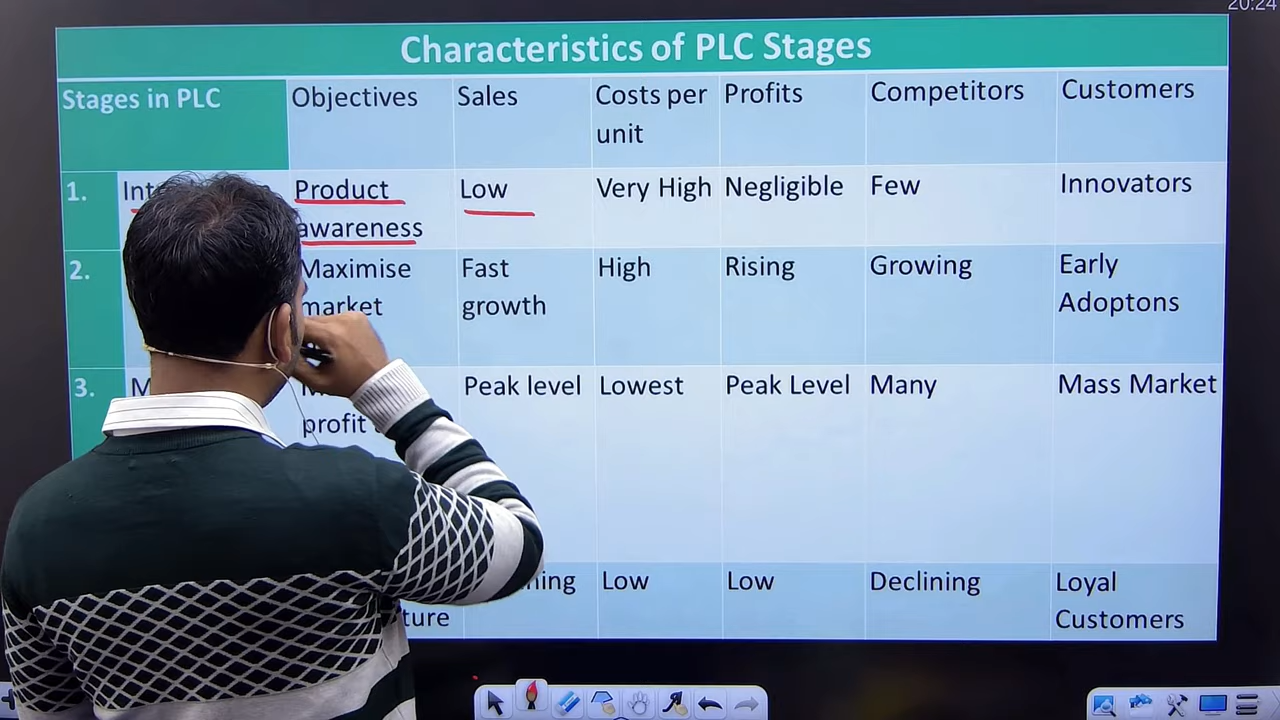 20:24
Characteristics of PLC Stages
Stages in PLC Objectives Sales Costs per unit Profits Competitors Customers
1. Product awareness Low Very High Negligible Few Innovators
2. Maximise market Fast growth High Rising Growing Early Adoptons
3. profit Peak level Lowest Peak Level Many Mass Market
Low Low Declining Loyal Customers